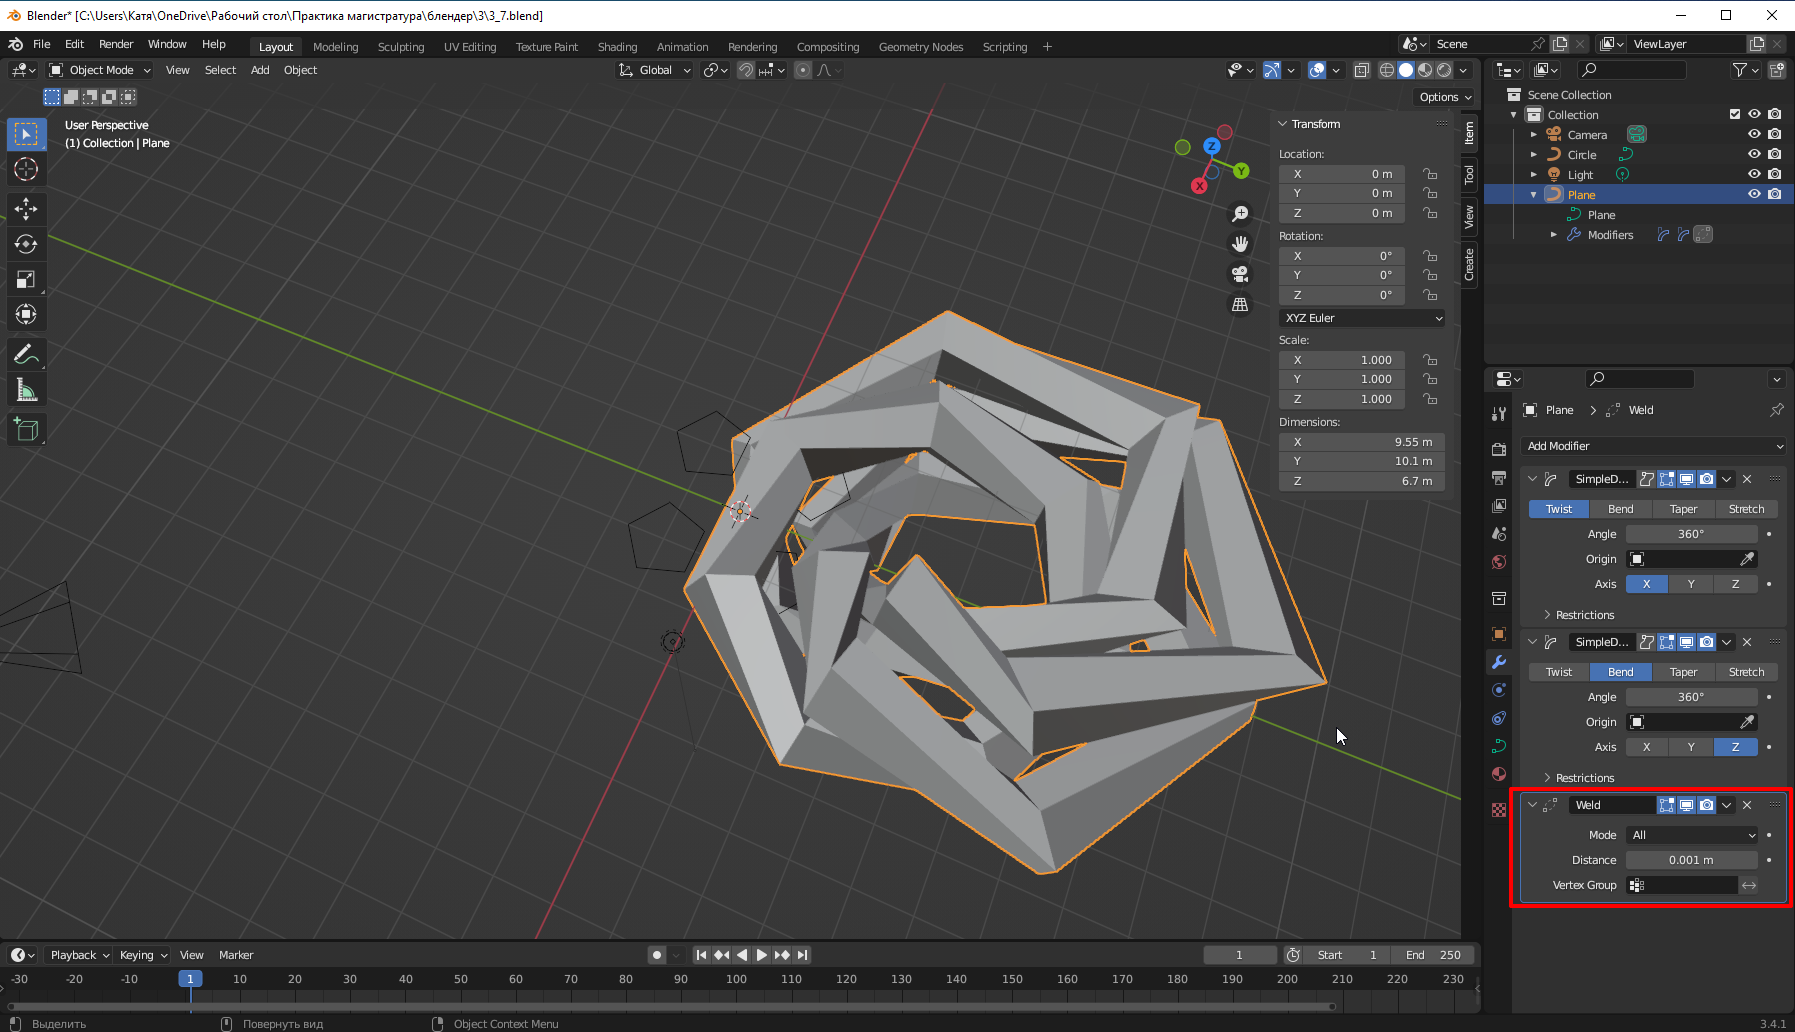 Blender* [C:\Users\Катя\OneDrive\Рабочий стол\Практика магистратура\блендер\3\3_7.blend]
File Edit Render Window Help Layout Modeling Sculpting UV Editing Texture Paint Shading Animation Rendering Compositing Geometry Nodes Scripting + Scene ViewLayer
Object Mode View Select Add Object Global
Options
User Perspective
(1) Collection | Plane
Z
Y
X
Transform
Location:
X 0 m
Y 0 m
Z 0 m
Rotation:
X 0°
Y 0°
Z 0°
XYZ Euler
Scale:
X 1.000
Y 1.000
Z 1.000
Dimensions:
X 9.55 m
Y 10.1 m
Z 6.7 m
Item
Tool
View
Create
Scene Collection
Collection
Camera
Circle
Light
Plane
Plane
Modifiers
Plane > Weld
Add Modifier
SimpleD...
Twist Bend Taper Stretch
Angle 360°
Origin
Axis X Y Z
Restrictions
SimpleD...
Twist Bend Taper Stretch
Angle 360°
Origin
Axis X Y Z
Restrictions
Weld
Mode All
Distance 0.001 m
Vertex Group
Playback Keying View Marker 1 Start 1 End 250
-30 -20 -10 1 10 20 30 40 50 60 70 80 90 100 110 120 130 140 150 160 170 180 190 200 210 220 230
Выделить Повернуть вид Object Context Menu 3.4.1